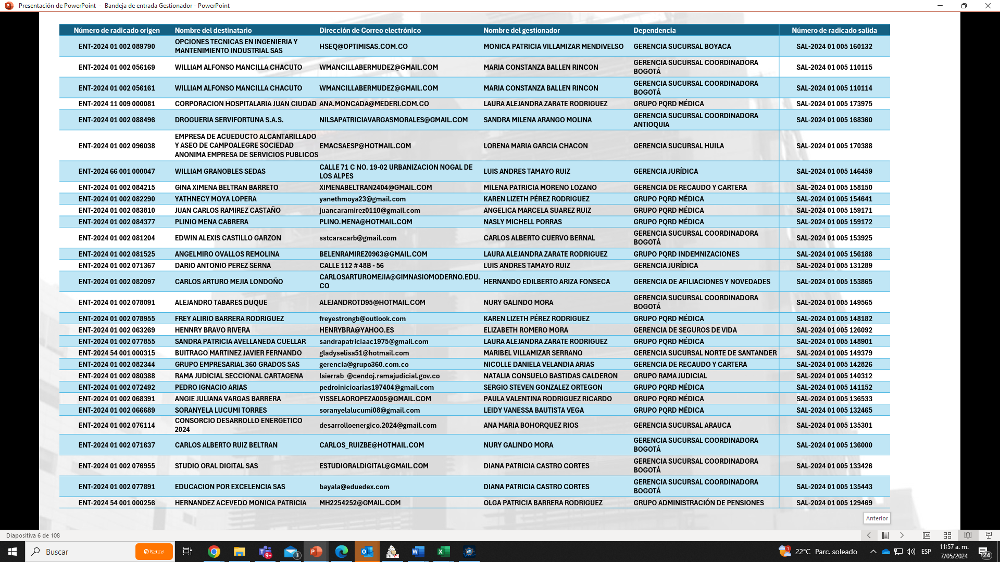 Presentación de PowerPoint - Bandeja de entrada Gestionador - PowerPoint
Número de radicado origen Nombre del destinatario Dirección de Correo electrónico Nombre del gestionador Dependencia Número de radicado salida
ENT-2024 01 002 089790 OPCIONES TECNICAS EN INGENIERIA Y MANTENIMIENTO INDUSTRIAL SAS HSEQ@OPTIMISAS.COM.CO MONICA PATRICIA VILLAMIZAR MENDIVELSO GERENCIA SUCURSAL BOYACA SAL-2024 01 005 160132
ENT-2024 01 002 056169 WILLIAM ALFONSO MANCILLA CHACUTO WMANCILLABERMUDEZ@GMAIL.COM MARIA CONSTANZA BALLEN RINCON GERENCIA SUCURSAL COORDINADORA BOGOTÁ SAL-2024 01 005 110115
ENT-2024 01 002 056161 WILLIAM ALFONSO MANCILLA CHACUTO WMANCILLABERMUDEZ@GMAIL.COM MARIA CONSTANZA BALLEN RINCON GERENCIA SUCURSAL COORDINADORA BOGOTÁ SAL-2024 01 005 110114
ENT-2024 11 009 000081 CORPORACION HOSPITALARIA JUAN CIUDAD ANA.MONCADA@MEDERI.COM.CO LAURA ALEJANDRA ZARATE RODRIGUEZ GRUPO PQRD MÉDICA SAL-2024 01 005 173975
ENT-2024 01 002 088496 DROGUERIA SERVIFORTUNA S.A.S. NILSAPATRICIAVARGASMORALES@GMAIL.COM SANDRA MILENA ARANGO MOLINA GERENCIA SUCURSAL COORDINADORA ANTIOQUIA SAL-2024 01 005 168360
ENT-2024 01 002 096038 EMPRESA DE ACUEDUCTO ALCANTARILLADO Y ASEO DE CAMPOALEGRE SOCIEDAD ANONIMA EMPRESA DE SERVICIOS PUBLICOS EMACSAESP@HOTMAIL.COM LORENA MARIA GARCIA CHACON GERENCIA SUCURSAL HUILA SAL-2024 01 005 170388
ENT-2024 66 001 000047 WILLIAM GRANOBLES SEDAS CALLE 71 C NO. 19-02 URBANIZACION NOGAL DE LOS ALPES LUIS ANDRES TAMAYO RUIZ GERENCIA JURÍDICA SAL-2024 01 005 146459
ENT-2024 01 002 084215 GINA XIMENA BELTRAN BARRETO XIMENABELTRAN2404@GMAIL.COM MILENA PATRICIA MORENO LOZANO GERENCIA DE RECAUDO Y CARTERA SAL-2024 01 005 158150
ENT-2024 01 002 082290 YATHNECY MOYA LOPERA yanethmoya23@gmail.com KAREN LIZETH PÉREZ RODRIGUEZ GRUPO PQRD MÉDICA SAL-2024 01 005 154641
ENT-2024 01 002 083810 JUAN CARLOS RAMIREZ CASTAÑO juancaramirez0110@gmail.com ANGELICA MARCELA SUAREZ RUIZ GRUPO PQRD MÉDICA SAL-2024 01 005 159171
ENT-2024 01 002 084377 PLINIO MENA CABRERA PLINO.MENA@HOTMAIL.COM NASLY MICHELL PORRAS GRUPO PQRD MÉDICA SAL-2024 01 005 159172
ENT-2024 01 002 081204 EDWIN ALEXIS CASTILLO GARZON sstcarscarb@gmail.com CARLOS ALBERTO CUERVO BERNAL GERENCIA SUCURSAL COORDINADORA BOGOTÁ SAL-2024 01 005 153925
ENT-2024 01 002 081525 ANGELMIRO OVALLOS REMOLINA BELENRAMIREZ0963@GMAIL.COM LAURA ALEJANDRA ZARATE RODRIGUEZ GRUPO PQRD INDEMNIZACIONES SAL-2024 01 005 156188
ENT-2024 01 002 071367 DARIO ANTONIO PEREZ SERNA CALLE 112 # 48B - 56 LUIS ANDRES TAMAYO RUIZ GERENCIA JURÍDICA SAL-2024 01 005 131289
ENT-2024 01 002 082097 CARLOS ARTURO MEJIA LONDOÑO CARLOSARTUROMEJIA@GIMNASIOMODERNO.EDU.CO HERNANDO EDILBERTO ARIZA FONSECA GERENCIA DE AFILIACIONES Y NOVEDADES SAL-2024 01 005 153865
ENT-2024 01 002 078091 ALEJANDRO TABARES DUQUE ALEJANDROTD95@HOTMAIL.COM NURY GALINDO MORA GERENCIA SUCURSAL COORDINADORA BOGOTÁ SAL-2024 01 005 149565
ENT-2024 01 002 078955 FREY ALIRIO BARRERA RODRIGUEZ freyestrongb@outlook.com KAREN LIZETH PÉREZ RODRIGUEZ GRUPO PQRD MÉDICA SAL-2024 01 005 148182
ENT-2024 01 002 063269 HENNRY BRAVO RIVERA HENRYBRA@YAHOO.ES ELIZABETH ROMERO MORA GERENCIA DE SEGUROS DE VIDA SAL-2024 01 005 126092
ENT-2024 01 002 077855 SANDRA PATRICIA AVELLANEDA CUELLAR sandrapatriciaac1975@gmail.com LAURA ALEJANDRA ZARATE RODRIGUEZ GRUPO PQRD MÉDICA SAL-2024 01 005 148901
ENT-2024 54 001 000315 BUITRAGO MARTINEZ JAVIER FERNANDO gladyselisa51@hotmail.com MARIBEL VILLAMIZAR SERRANO GERENCIA SUCURSAL NORTE DE SANTANDER SAL-2024 01 005 149379
ENT-2024 01 002 082344 GRUPO EMPRESARIAL 360 GRADOS SAS gerencia@grupo360.com.co NICOLLE DANIELA VELANDIA ARIAS GERENCIA DE RECAUDO Y CARTERA SAL-2024 01 005 142826
ENT-2024 01 002 080388 RAMA JUDICIAL SECCIONAL CARTAGENA lsierrab_@cendoj.ramajudicial.gov.co NATALIA CONSUELO BASTIDAS CALDERON GRUPO RAMA JUDICIAL SAL-2024 01 005 140312
ENT-2024 01 002 072492 PEDRO IGNACIO ARIAS pedroinicioarias197404@gmail.com SERGIO STEVEN GONZALEZ ORTEGON GRUPO PQRD MÉDICA SAL-2024 01 005 141152
ENT-2024 01 002 068391 ANGIE JULIANA VARGAS BARRERA YISSELAOROPEZA005@GMAIL.COM PAULA VALENTINA RODRIGUEZ RICARDO GRUPO PQRD MÉDICA SAL-2024 01 005 136533
ENT-2024 01 002 066689 SORANYELA LUCUMI TORRES soranyelalucumi08@gmail.com LEIDY VANESSA BAUTISTA VEGA GRUPO PQRD MÉDICA SAL-2024 01 005 132465
ENT-2024 01 002 076114 CONSORCIO DESARROLLO ENERGETICO 2024 desarrolloenergico.2024@gmail.com ANA MARIA BOHORQUEZ RIOS GERENCIA SUCURSAL ARAUCA SAL-2024 01 005 135301
ENT-2024 01 002 071637 CARLOS ALBERTO RUIZ BELTRAN CARLOS_RUIZBE@HOTMAIL.COM NURY GALINDO MORA GERENCIA SUCURSAL COORDINADORA BOGOTÁ SAL-2024 01 005 136000
ENT-2024 01 002 076955 STUDIO ORAL DIGITAL SAS ESTUDIORALDIGITAL@GMAIL.COM DIANA PATRICIA CASTRO CORTES GERENCIA SUCURSAL COORDINADORA BOGOTÁ SAL-2024 01 005 133426
ENT-2024 01 002 077891 EDUCACION POR EXCELENCIA SAS bayala@eduedex.com DIANA PATRICIA CASTRO CORTES GERENCIA SUCURSAL COORDINADORA BOGOTÁ SAL-2024 01 005 135443
ENT-2024 54 001 000256 HERNANDEZ ACEVEDO MONICA PATRICIA MH2254252@GMAIL.COM OLGA PATRICIA BARRERA RODRIGUEZ GRUPO ADMINISTRACIÓN DE PENSIONES SAL-2024 01 005 129469
Anterior
Diapositiva 6 de 108
Buscar
POSITIVA
9+
3
1
22°C Parc. soleado
ESP
11:57 a. m.
7/05/2024
24